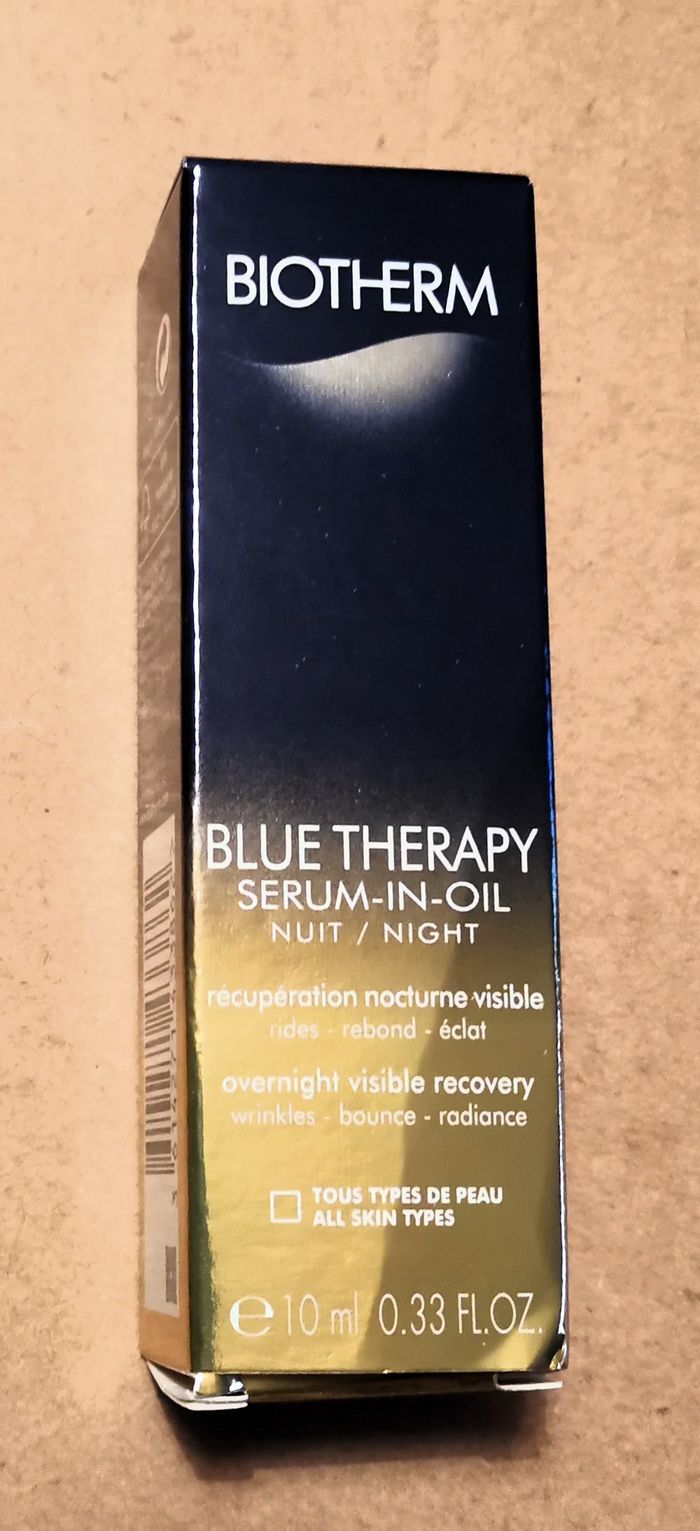 BIOTHERM
BLUE THERAPY
SERUM-IN-OIL
NUIT / NIGHT
récupération nocturne visible
rides - rebond - éclat
overnight visible recovery
wrinkles - bounce - radiance
TOUS TYPES DE PEAU
ALL SKIN TYPES
e 10 ml 0.33 FL.OZ.